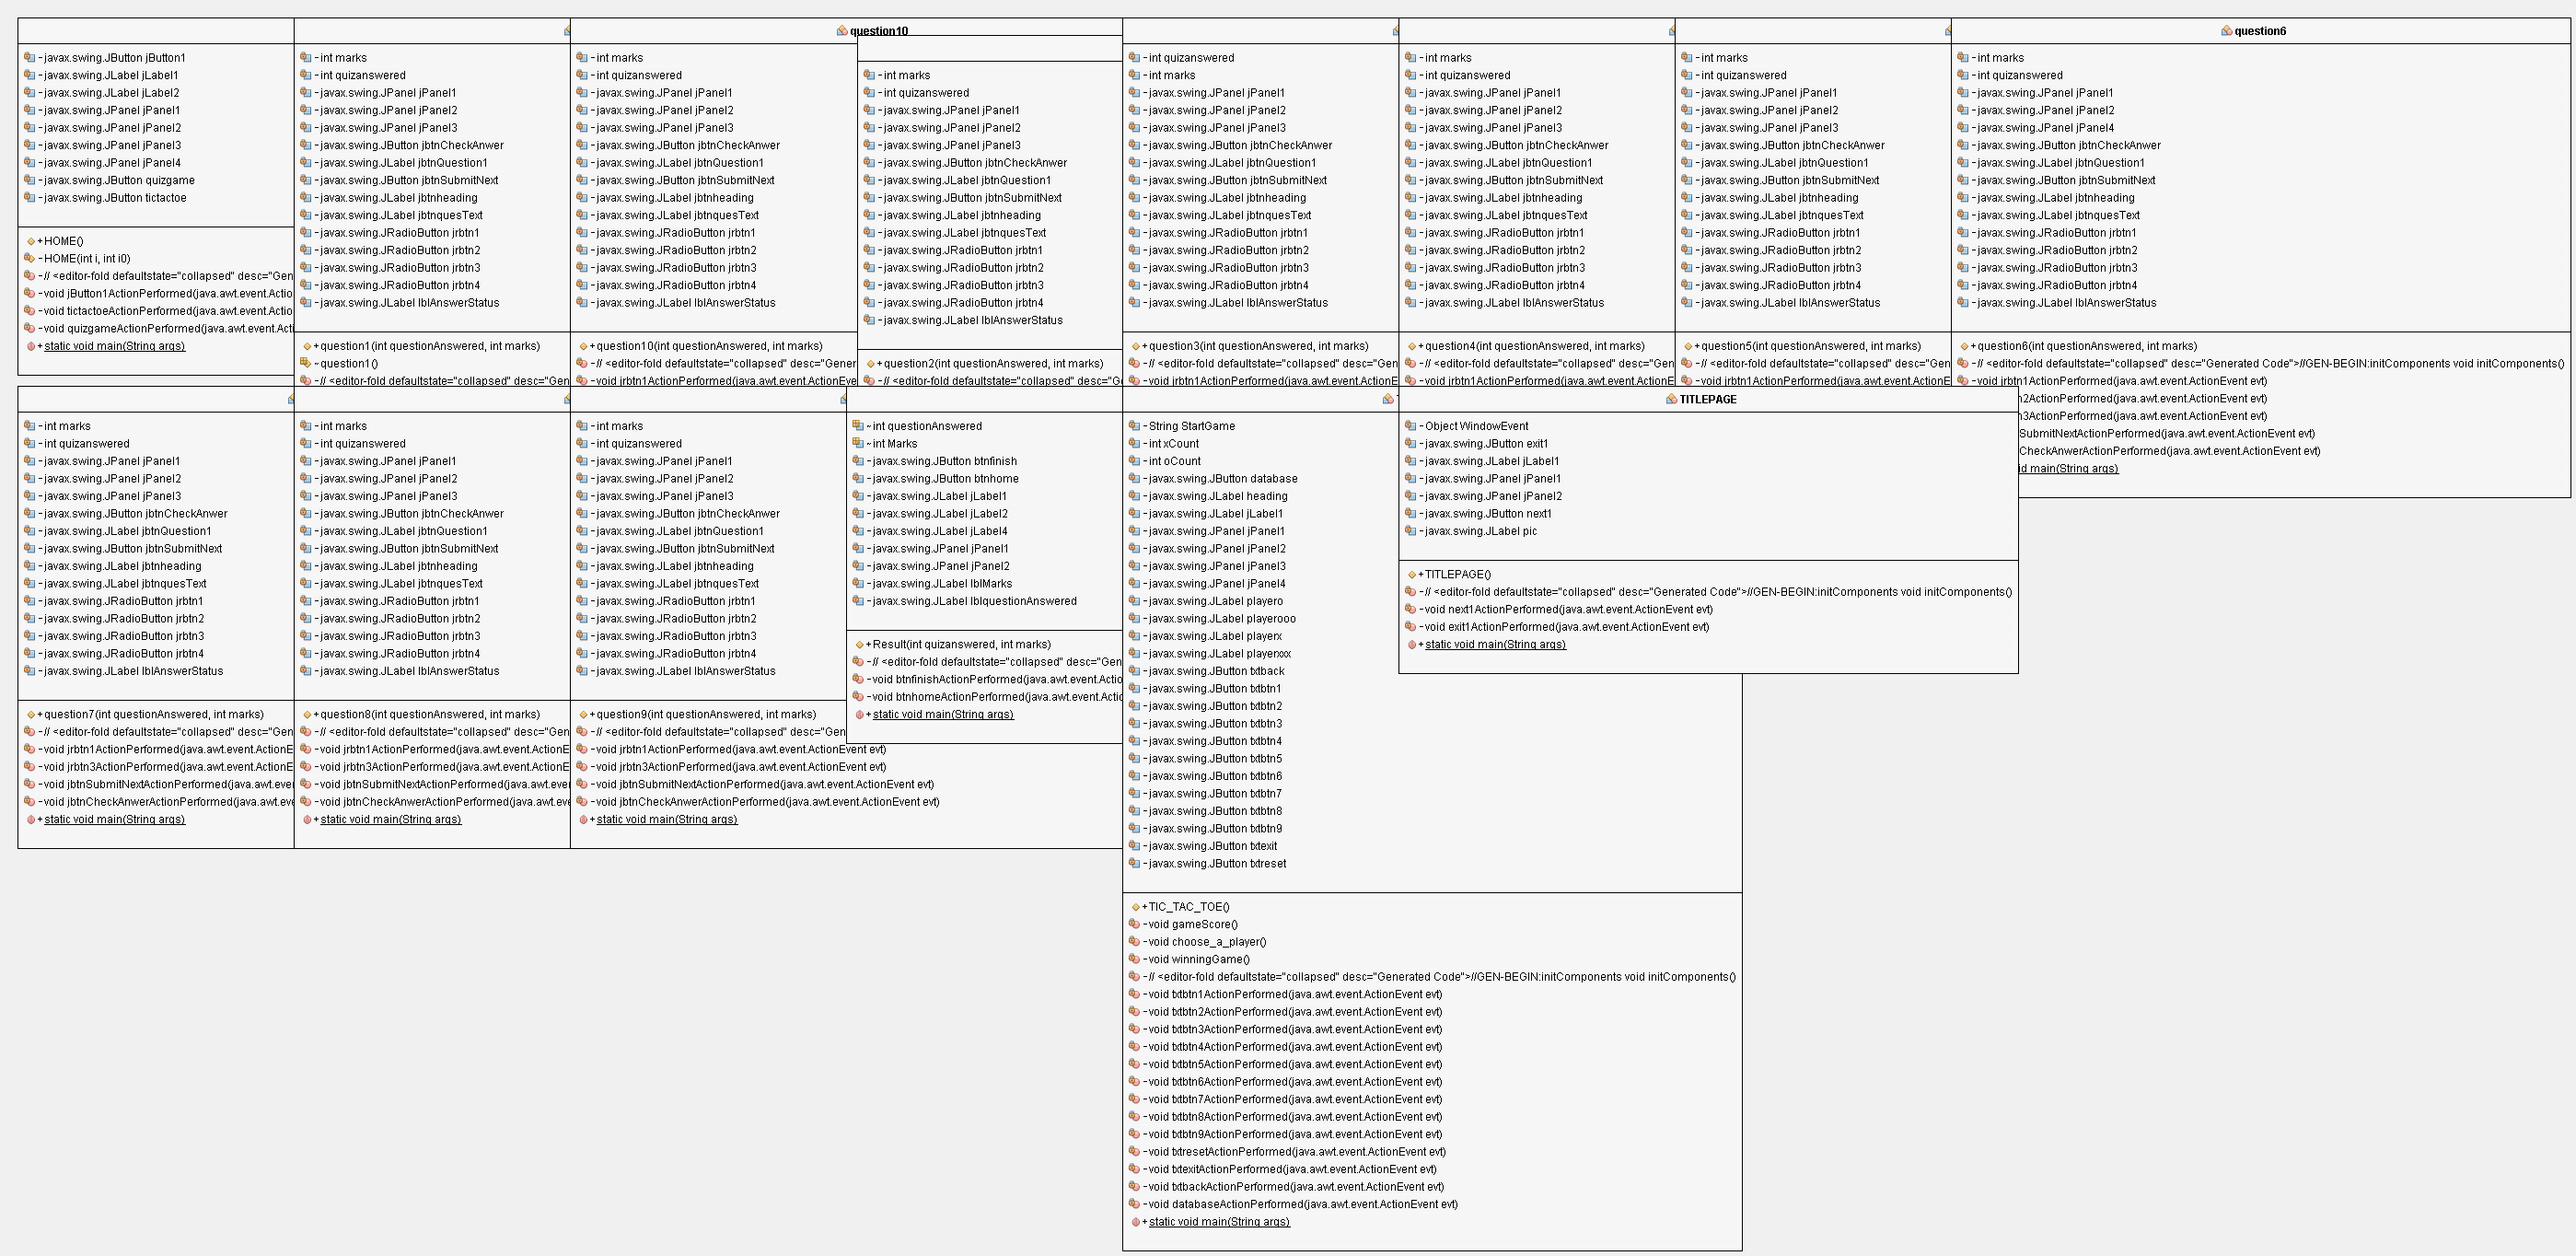 - javax.swing.JButton jButton1
- javax.swing.JLabel jLabel1
- javax.swing.JLabel jLabel2
- javax.swing.JPanel jPanel1
- javax.swing.JPanel jPanel2
- javax.swing.JPanel jPanel3
- javax.swing.JPanel jPanel4
- javax.swing.JButton quizgame
- javax.swing.JButton tictactoe
+ HOME()
- HOME(int i, int i0)
- // <editor-fold defaultstate="collapsed" desc="Gen
- void jButton1ActionPerformed(java.awt.event.Actio
- void tictactoeActionPerformed(java.awt.event.Actio
- void quizgameActionPerformed(java.awt.event.Acti
+ static void main(String args)
- int marks
- int quizanswered
- javax.swing.JPanel jPanel1
- javax.swing.JPanel jPanel2
- javax.swing.JPanel jPanel3
- javax.swing.JButton jbtnCheckAnwer
- javax.swing.JLabel jbtnQuestion1
- javax.swing.JButton jbtnSubmitNext
- javax.swing.JLabel jbtnheading
- javax.swing.JLabel jbtnquesText
- javax.swing.JRadioButton jrbtn1
- javax.swing.JRadioButton jrbtn2
- javax.swing.JRadioButton jrbtn3
- javax.swing.JRadioButton jrbtn4
- javax.swing.JLabel lblAnswerStatus
+ question1(int questionAnswered, int marks)
~ question1()
- // <editor-fold defaultstate="collapsed" desc="Gen
question10
- int marks
- int quizanswered
- javax.swing.JPanel jPanel1
- javax.swing.JPanel jPanel2
- javax.swing.JPanel jPanel3
- javax.swing.JButton jbtnCheckAnwer
- javax.swing.JLabel jbtnQuestion1
- javax.swing.JButton jbtnSubmitNext
- javax.swing.JLabel jbtnheading
- javax.swing.JLabel jbtnquesText
- javax.swing.JRadioButton jrbtn1
- javax.swing.JRadioButton jrbtn2
- javax.swing.JRadioButton jrbtn3
- javax.swing.JRadioButton jrbtn4
- javax.swing.JLabel lblAnswerStatus
+ question10(int questionAnswered, int marks)
- // <editor-fold defaultstate="collapsed" desc="Gener
- void jrbtn1ActionPerformed(java.awt.event.ActionEve
- int marks
- int quizanswered
- javax.swing.JPanel jPanel1
- javax.swing.JPanel jPanel2
- javax.swing.JPanel jPanel3
- javax.swing.JButton jbtnCheckAnwer
- javax.swing.JLabel jbtnQuestion1
- javax.swing.JButton jbtnSubmitNext
- javax.swing.JLabel jbtnheading
- javax.swing.JLabel jbtnquesText
- javax.swing.JRadioButton jrbtn1
- javax.swing.JRadioButton jrbtn2
- javax.swing.JRadioButton jrbtn3
- javax.swing.JRadioButton jrbtn4
- javax.swing.JLabel lblAnswerStatus
+ question2(int questionAnswered, int marks)
- // <editor-fold defaultstate="collapsed" desc="G
- int quizanswered
- int marks
- javax.swing.JPanel jPanel1
- javax.swing.JPanel jPanel2
- javax.swing.JPanel jPanel3
- javax.swing.JButton jbtnCheckAnwer
- javax.swing.JLabel jbtnQuestion1
- javax.swing.JButton jbtnSubmitNext
- javax.swing.JLabel jbtnheading
- javax.swing.JLabel jbtnquesText
- javax.swing.JRadioButton jrbtn1
- javax.swing.JRadioButton jrbtn2
- javax.swing.JRadioButton jrbtn3
- javax.swing.JRadioButton jrbtn4
- javax.swing.JLabel lblAnswerStatus
+ question3(int questionAnswered, int marks)
- // <editor-fold defaultstate="collapsed" desc="Gen
- void jrbtn1ActionPerformed(java.awt.event.ActionE
- int marks
- int quizanswered
- javax.swing.JPanel jPanel1
- javax.swing.JPanel jPanel2
- javax.swing.JPanel jPanel3
- javax.swing.JButton jbtnCheckAnwer
- javax.swing.JLabel jbtnQuestion1
- javax.swing.JButton jbtnSubmitNext
- javax.swing.JLabel jbtnheading
- javax.swing.JLabel jbtnquesText
- javax.swing.JRadioButton jrbtn1
- javax.swing.JRadioButton jrbtn2
- javax.swing.JRadioButton jrbtn3
- javax.swing.JRadioButton jrbtn4
- javax.swing.JLabel lblAnswerStatus
+ question4(int questionAnswered, int marks)
- // <editor-fold defaultstate="collapsed" desc="Gen
- void jrbtn1ActionPerformed(java.awt.event.ActionE
- int marks
- int quizanswered
- javax.swing.JPanel jPanel1
- javax.swing.JPanel jPanel2
- javax.swing.JPanel jPanel3
- javax.swing.JButton jbtnCheckAnwer
- javax.swing.JLabel jbtnQuestion1
- javax.swing.JButton jbtnSubmitNext
- javax.swing.JLabel jbtnheading
- javax.swing.JLabel jbtnquesText
- javax.swing.JRadioButton jrbtn1
- javax.swing.JRadioButton jrbtn2
- javax.swing.JRadioButton jrbtn3
- javax.swing.JRadioButton jrbtn4
- javax.swing.JLabel lblAnswerStatus
+ question5(int questionAnswered, int marks)
- // <editor-fold defaultstate="collapsed" desc="Gen
- void jrbtn1ActionPerformed(java.awt.event.ActionE
question6
- int marks
- int quizanswered
- javax.swing.JPanel jPanel1
- javax.swing.JPanel jPanel2
- javax.swing.JPanel jPanel4
- javax.swing.JButton jbtnCheckAnwer
- javax.swing.JLabel jbtnQuestion1
- javax.swing.JButton jbtnSubmitNext
- javax.swing.JLabel jbtnheading
- javax.swing.JLabel jbtnquesText
- javax.swing.JRadioButton jrbtn1
- javax.swing.JRadioButton jrbtn2
- javax.swing.JRadioButton jrbtn3
- javax.swing.JRadioButton jrbtn4
- javax.swing.JLabel lblAnswerStatus
+ question6(int questionAnswered, int marks)
- // <editor-fold defaultstate="collapsed" desc="Generated Code">//GEN-BEGIN:initComponents void initComponents()
- void jrbtn1ActionPerformed(java.awt.event.ActionEvent evt)
n2ActionPerformed(java.awt.event.ActionEvent evt)
n3ActionPerformed(java.awt.event.ActionEvent evt)
SubmitNextActionPerformed(java.awt.event.ActionEvent evt)
CheckAnwerActionPerformed(java.awt.event.ActionEvent evt)
id main(String args)
- int marks
- int quizanswered
- javax.swing.JPanel jPanel1
- javax.swing.JPanel jPanel2
- javax.swing.JPanel jPanel3
- javax.swing.JButton jbtnCheckAnwer
- javax.swing.JLabel jbtnQuestion1
- javax.swing.JButton jbtnSubmitNext
- javax.swing.JLabel jbtnheading
- javax.swing.JLabel jbtnquesText
- javax.swing.JRadioButton jrbtn1
- javax.swing.JRadioButton jrbtn2
- javax.swing.JRadioButton jrbtn3
- javax.swing.JRadioButton jrbtn4
- javax.swing.JLabel lblAnswerStatus
+ question7(int questionAnswered, int marks)
- // <editor-fold defaultstate="collapsed" desc="Gen
- void jrbtn1ActionPerformed(java.awt.event.ActionE
- void jrbtn3ActionPerformed(java.awt.event.ActionE
- void jbtnSubmitNextActionPerformed(java.awt.ever
- void jbtnCheckAnwerActionPerformed(java.awt.eve
+ static void main(String args)
- int marks
- int quizanswered
- javax.swing.JPanel jPanel1
- javax.swing.JPanel jPanel2
- javax.swing.JPanel jPanel3
- javax.swing.JButton jbtnCheckAnwer
- javax.swing.JLabel jbtnQuestion1
- javax.swing.JButton jbtnSubmitNext
- javax.swing.JLabel jbtnheading
- javax.swing.JLabel jbtnquesText
- javax.swing.JRadioButton jrbtn1
- javax.swing.JRadioButton jrbtn2
- javax.swing.JRadioButton jrbtn3
- javax.swing.JRadioButton jrbtn4
- javax.swing.JLabel lblAnswerStatus
+ question8(int questionAnswered, int marks)
- // <editor-fold defaultstate="collapsed" desc="Gen
- void jrbtn1ActionPerformed(java.awt.event.ActionE
- void jrbtn3ActionPerformed(java.awt.event.ActionE
- void jbtnSubmitNextActionPerformed(java.awt.ever
- void jbtnCheckAnwerActionPerformed(java.awt.eve
+ static void main(String args)
- int marks
- int quizanswered
- javax.swing.JPanel jPanel1
- javax.swing.JPanel jPanel2
- javax.swing.JPanel jPanel3
- javax.swing.JButton jbtnCheckAnwer
- javax.swing.JLabel jbtnQuestion1
- javax.swing.JButton jbtnSubmitNext
- javax.swing.JLabel jbtnheading
- javax.swing.JLabel jbtnquesText
- javax.swing.JRadioButton jrbtn1
- javax.swing.JRadioButton jrbtn2
- javax.swing.JRadioButton jrbtn3
- javax.swing.JRadioButton jrbtn4
- javax.swing.JLabel lblAnswerStatus
+ question9(int questionAnswered, int marks)
- // <editor-fold defaultstate="collapsed" desc="Gen
- void jrbtn1ActionPerformed(java.awt.event.ActionEvent evt)
- void jrbtn3ActionPerformed(java.awt.event.ActionEvent evt)
- void jbtnSubmitNextActionPerformed(java.awt.event.ActionEvent evt)
- void jbtnCheckAnwerActionPerformed(java.awt.event.ActionEvent evt)
+ static void main(String args)
~ int questionAnswered
~ int Marks
- javax.swing.JButton btnfinish
- javax.swing.JButton btnhome
- javax.swing.JLabel jLabel1
- javax.swing.JLabel jLabel2
- javax.swing.JLabel jLabel4
- javax.swing.JPanel jPanel1
- javax.swing.JPanel jPanel2
- javax.swing.JLabel lblMarks
- javax.swing.JLabel lblquestionAnswered
+ Result(int quizanswered, int marks)
- // <editor-fold defaultstate="collapsed" desc="Gen
- void btnfinishActionPerformed(java.awt.event.Actio
- void btnhomeActionPerformed(java.awt.event.Actio
+ static void main(String args)
- String StartGame
- int xCount
- int oCount
- javax.swing.JButton database
- javax.swing.JLabel heading
- javax.swing.JLabel jLabel1
- javax.swing.JPanel jPanel1
- javax.swing.JPanel jPanel2
- javax.swing.JPanel jPanel3
- javax.swing.JPanel jPanel4
- javax.swing.JLabel playero
- javax.swing.JLabel playerooo
- javax.swing.JLabel playerx
- javax.swing.JLabel playerxxx
- javax.swing.JButton txtback
- javax.swing.JButton txtbtn1
- javax.swing.JButton txtbtn2
- javax.swing.JButton txtbtn3
- javax.swing.JButton txtbtn4
- javax.swing.JButton txtbtn5
- javax.swing.JButton txtbtn6
- javax.swing.JButton txtbtn7
- javax.swing.JButton txtbtn8
- javax.swing.JButton txtbtn9
- javax.swing.JButton txtexit
- javax.swing.JButton txtreset
+ TIC_TAC_TOE()
- void gameScore()
- void choose_a_player()
- void winningGame()
- // <editor-fold defaultstate="collapsed" desc="Generated Code">//GEN-BEGIN:initComponents void initComponents()
- void txtbtn1ActionPerformed(java.awt.event.ActionEvent evt)
- void txtbtn2ActionPerformed(java.awt.event.ActionEvent evt)
- void txtbtn3ActionPerformed(java.awt.event.ActionEvent evt)
- void txtbtn4ActionPerformed(java.awt.event.ActionEvent evt)
- void txtbtn5ActionPerformed(java.awt.event.ActionEvent evt)
- void txtbtn6ActionPerformed(java.awt.event.ActionEvent evt)
- void txtbtn7ActionPerformed(java.awt.event.ActionEvent evt)
- void txtbtn8ActionPerformed(java.awt.event.ActionEvent evt)
- void txtbtn9ActionPerformed(java.awt.event.ActionEvent evt)
- void txtresetActionPerformed(java.awt.event.ActionEvent evt)
- void txtexitActionPerformed(java.awt.event.ActionEvent evt)
- void txtbackActionPerformed(java.awt.event.ActionEvent evt)
- void databaseActionPerformed(java.awt.event.ActionEvent evt)
+ static void main(String args)
TITLEPAGE
- Object WindowEvent
- javax.swing.JButton exit1
- javax.swing.JLabel jLabel1
- javax.swing.JPanel jPanel1
- javax.swing.JPanel jPanel2
- javax.swing.JButton next1
- javax.swing.JLabel pic
+ TITLEPAGE()
- // <editor-fold defaultstate="collapsed" desc="Generated Code">//GEN-BEGIN:initComponents void initComponents()
- void next1ActionPerformed(java.awt.event.ActionEvent evt)
- void exit1ActionPerformed(java.awt.event.ActionEvent evt)
+ static void main(String args)